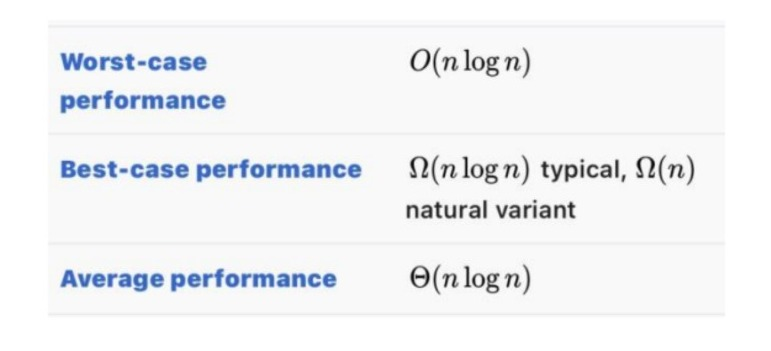 Worst-case O(n log n)
performance
Best-case performance Ω(n log n) typical, Ω(n)
natural variant
Average performance Θ(n log n)